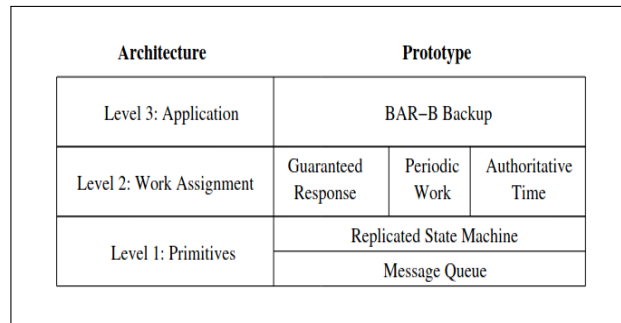 Architecture Prototype
Level 3: Application BAR−B Backup
Level 2: Work Assignment
Guaranteed
Response
Periodic
Work
Authoritative
Time
Level 1: Primitives
Replicated State Machine
Message Queue